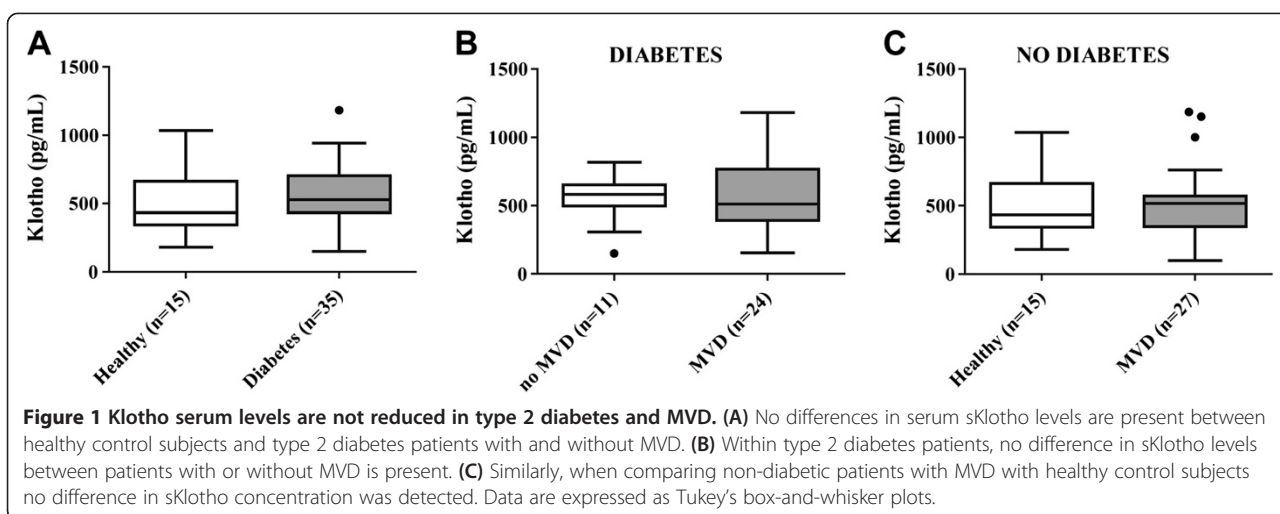 A
1500
1000
500
0
Klotho (pg/mL)
Healthy (n=15)
Diabetes (n=35)
B
DIABETES
1500
1000
500
0
Klotho (pg/mL)
no MVD (n=11)
MVD (n=24)
C
NO DIABETES
1500
1000
500
0
Klotho (pg/mL)
Healthy (n=15)
MVD (n=27)
Figure 1 Klotho serum levels are not reduced in type 2 diabetes and MVD. (A) No differences in serum sKlotho levels are present between
healthy control subjects and type 2 diabetes patients with and without MVD. (B) Within type 2 diabetes patients, no difference in sKlotho levels
between patients with or without MVD is present. (C) Similarly, when comparing non-diabetic patients with MVD with healthy control subjects
no difference in sKlotho concentration was detected. Data are expressed as Tukey’s box-and-whisker plots.